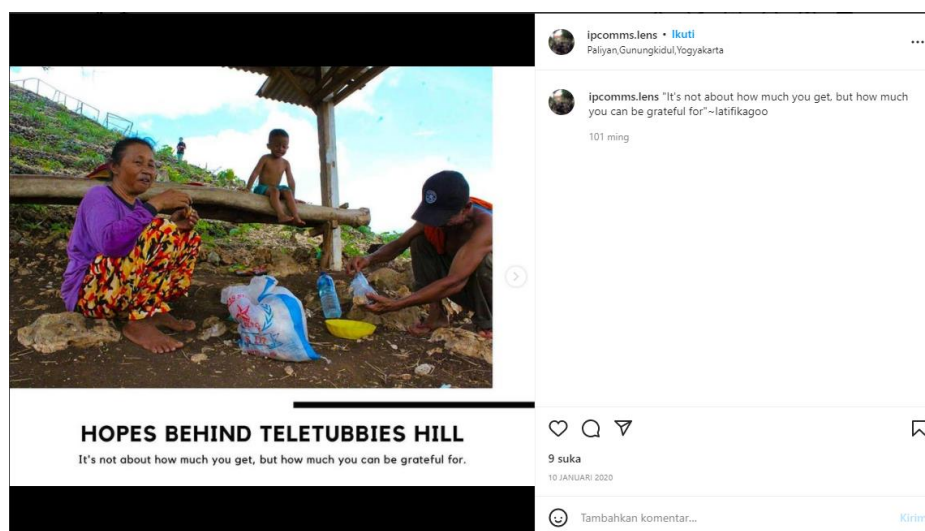 HOPES BEHIND TELETUBBIES HILL
It's not about how much you get, but how much you can be grateful for.
ipcomms.lens • Ikuti
Paliyan,Gunungkidul,Yogyakarta
ipcomms.lens "It's not about how much you get, but how much
you can be grateful for"~latifikagoo
101 ming
9 suka
10 JANUARI 2020
Tambahkan komentar...
Kirim